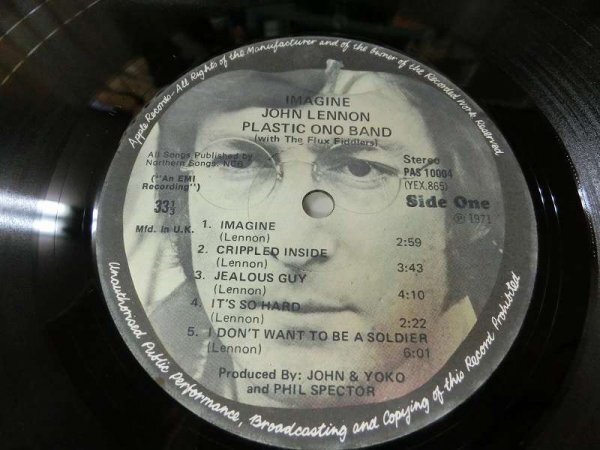 Apple Records-All Rights of the Manufacturer and of the Owner of the Recorded Work Reserved
IMAGINE
JOHN LENNON
PLASTIC ONO BAND
(with The Flux Fiddlers)
All Songs Published by
Northern Songs. NCB
("An EMI
Recording")
33⅓
Mfd. in U.K.
Stereo
PAS 10004
(YEX.865)
Side One
℗ 1971
1. IMAGINE
(Lennon) 2:59
2. CRIPPLED INSIDE
(Lennon) 3:43
3. JEALOUS GUY
(Lennon) 4:10
4. IT'S SO HARD
(Lennon) 2:22
5. I DON'T WANT TO BE A SOLDIER
(Lennon) 6:01
Produced By: JOHN & YOKO
and PHIL SPECTOR
Unauthorised Public Performance, Broadcasting and Copying of this Record Prohibited